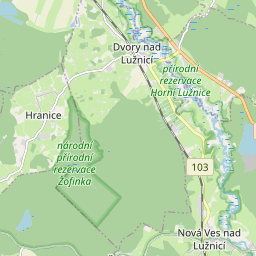 Dvory nad
Lužnicí
přírodní
rezervace
Horní Lužnice
Hranice
národní
přírodní
rezervace
Žofinka
103
Nová Ves nad
Lužnicí